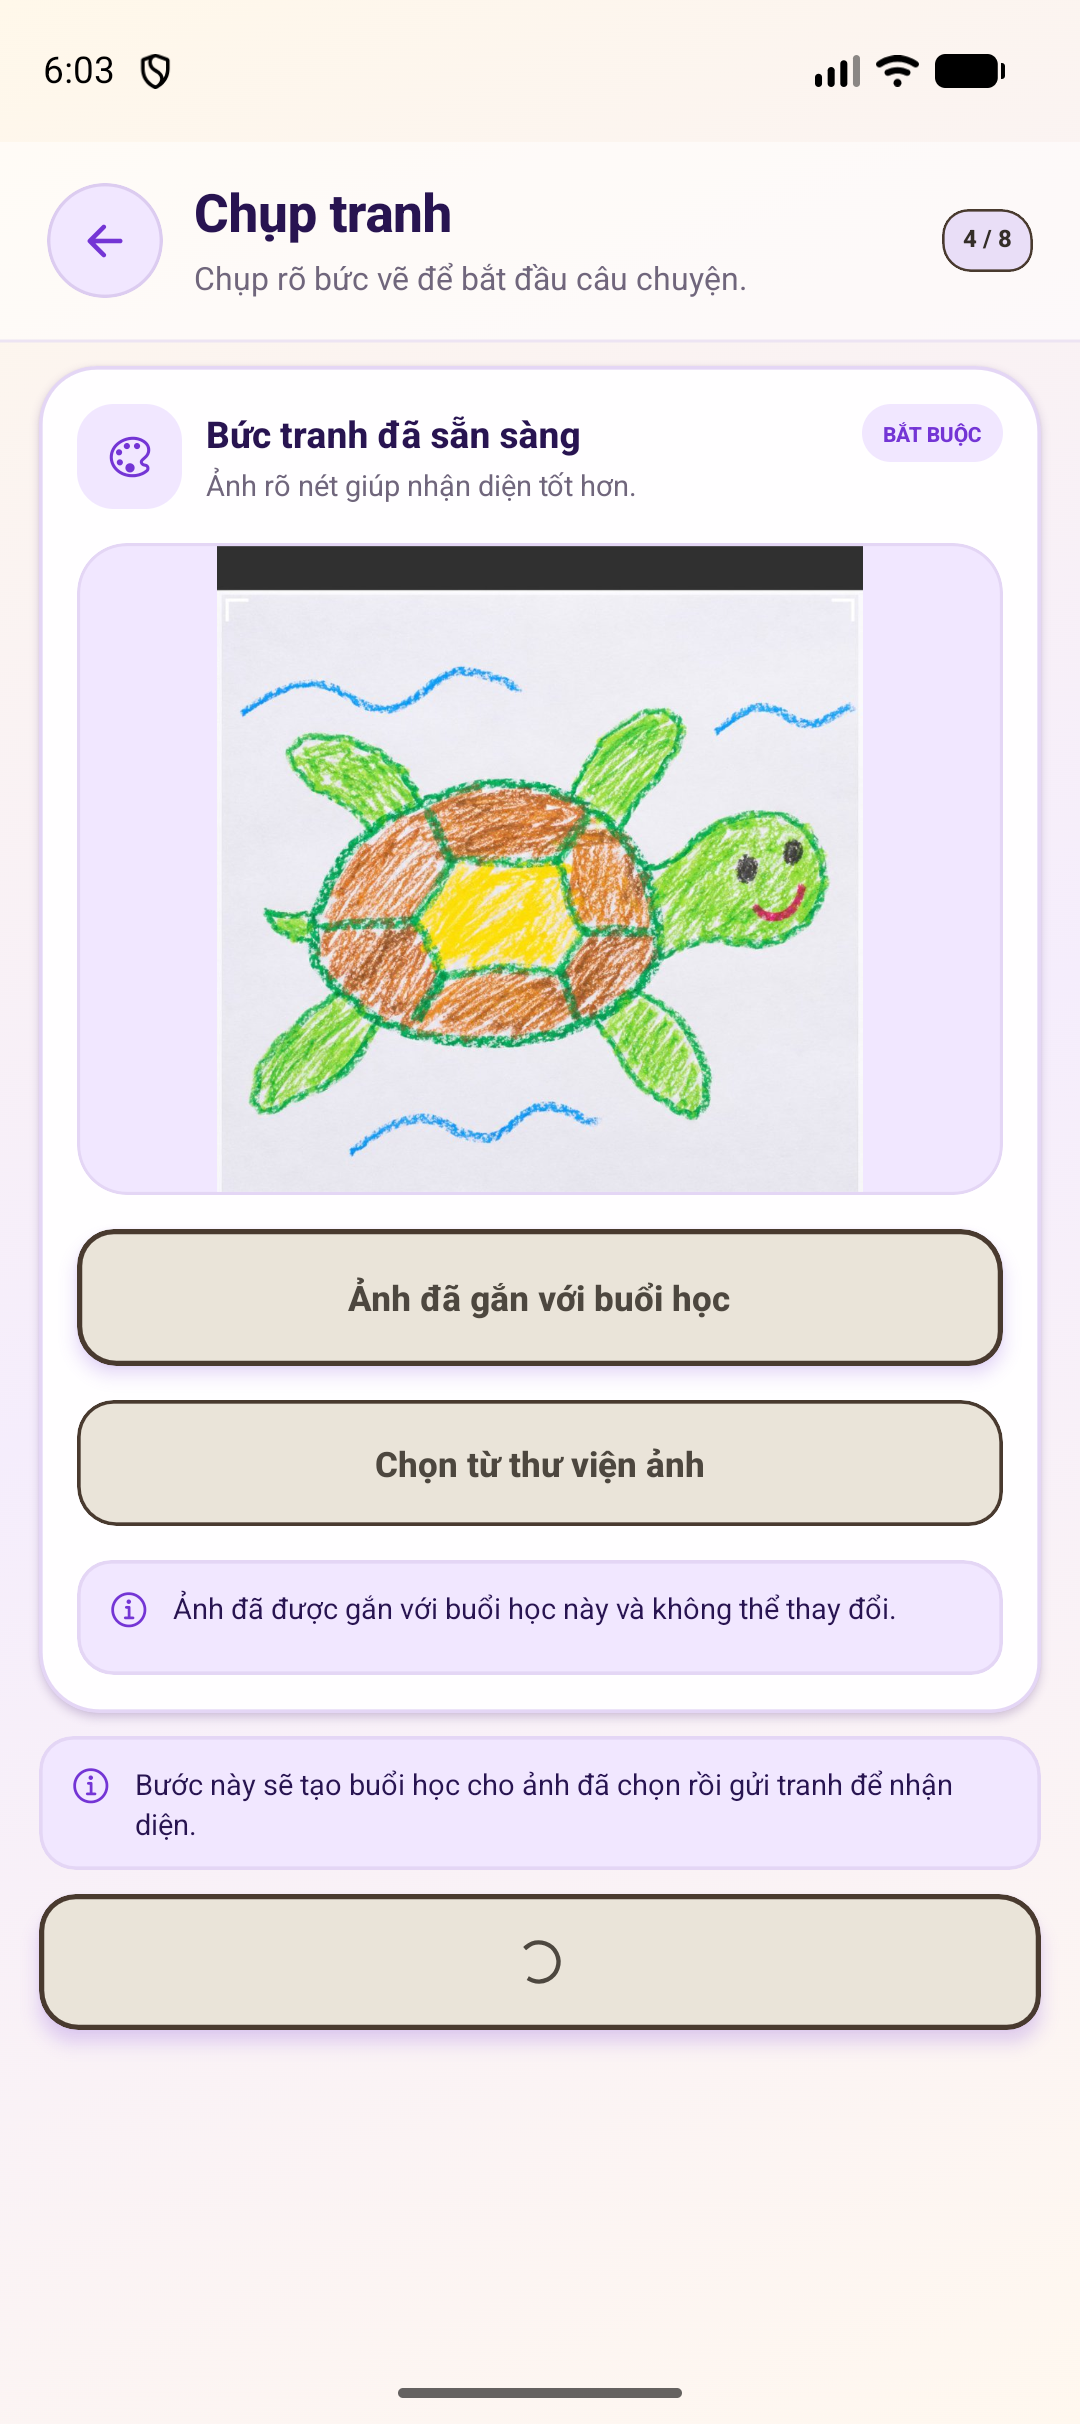 6:03
Chụp tranh
Chụp rõ bức vẽ để bắt đầu câu chuyện.
4 / 8
Bức tranh đã sẵn sàng
Ảnh rõ nét giúp nhận diện tốt hơn.
BẮT BUỘC
Ảnh đã gắn với buổi học
Chọn từ thư viện ảnh
Ảnh đã được gắn với buổi học này và không thể thay đổi.
Bước này sẽ tạo buổi học cho ảnh đã chọn rồi gửi tranh để nhận
diện.